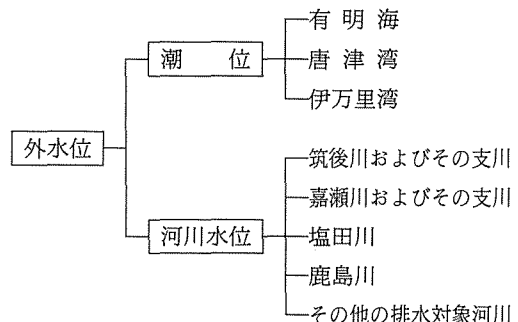 外水位
潮　位
有明海
唐津湾
伊万里湾
河川水位
筑後川およびその支川
嘉瀬川およびその支川
塩田川
鹿島川
その他の排水対象河川